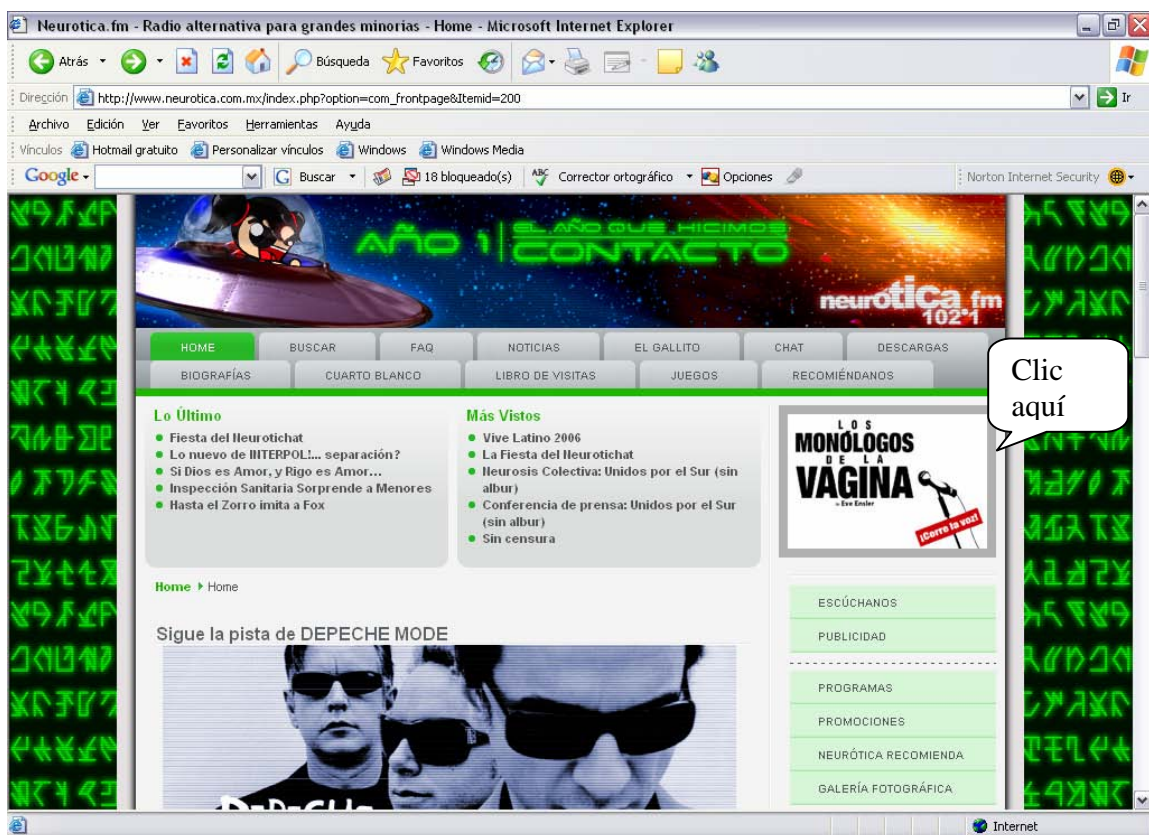 Neurotica.fm - Radio alternativa para grandes minorias - Home - Microsoft Internet Explorer
Atrás Búsqueda Favoritos
Dirección http://www.neurotica.com.mx/index.php?option=com_frontpage&Itemid=200 Ir
Archivo Edición Ver Favoritos Herramientas Ayuda
Vínculos Hotmail gratuito Personalizar vínculos Windows Windows Media
Google G Buscar 18 bloqueado(s) ABC Corrector ortográfico Opciones Norton Internet Security
AÑO 1 EL AÑO QUE HICIMOS
CONTACTO
neurotica fm
102•1
HOME BUSCAR FAQ NOTICIAS EL GALLITO CHAT DESCARGAS
BIOGRAFÍAS CUARTO BLANCO LIBRO DE VISITAS JUEGOS RECOMIÉNDANOS
Clic
aquí
Lo Último
Fiesta del Neurotichat
Lo nuevo de INTERPOL!... separación?
Si Dios es Amor, y Rigo es Amor...
Inspección Sanitaria Sorprende a Menores
Hasta el Zorro imita a Fox
Más Vistos
Vive Latino 2006
La Fiesta del Neurotichat
Neurosis Colectiva: Unidos por el Sur (sin
albur)
Conferencia de prensa: Unidos por el Sur
(sin albur)
Sin censura
LOS
MONÓLOGOS
DE LA
VAGINA
de Eve Ensler
¡Corre la voz!
Home Home
Sigue la pista de DEPECHE MODE
DEPECHE
ESCÚCHANOS
PUBLICIDAD
PROGRAMAS
PROMOCIONES
NEURÓTICA RECOMIENDA
GALERÍA FOTOGRÁFICA
Internet